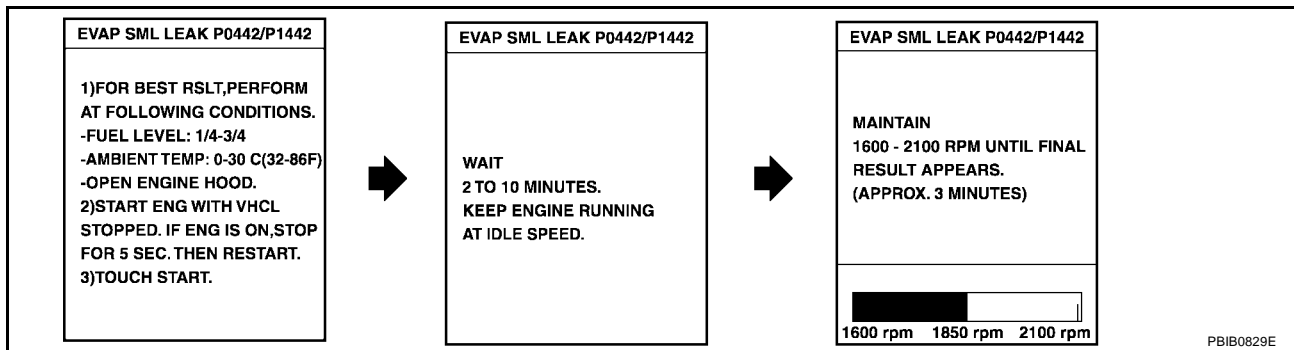 EVAP SML LEAK P0442/P1442
1)FOR BEST RSLT,PERFORM
AT FOLLOWING CONDITIONS.
-FUEL LEVEL: 1/4-3/4
-AMBIENT TEMP: 0-30 C(32-86F)
-OPEN ENGINE HOOD.
2)START ENG WITH VHCL
STOPPED. IF ENG IS ON,STOP
FOR 5 SEC. THEN RESTART.
3)TOUCH START.
EVAP SML LEAK P0442/P1442
WAIT
2 TO 10 MINUTES.
KEEP ENGINE RUNNING
AT IDLE SPEED.
EVAP SML LEAK P0442/P1442
MAINTAIN
1600 - 2100 RPM UNTIL FINAL
RESULT APPEARS.
(APPROX. 3 MINUTES)
1600 rpm 1850 rpm 2100 rpm
PBIB0829E